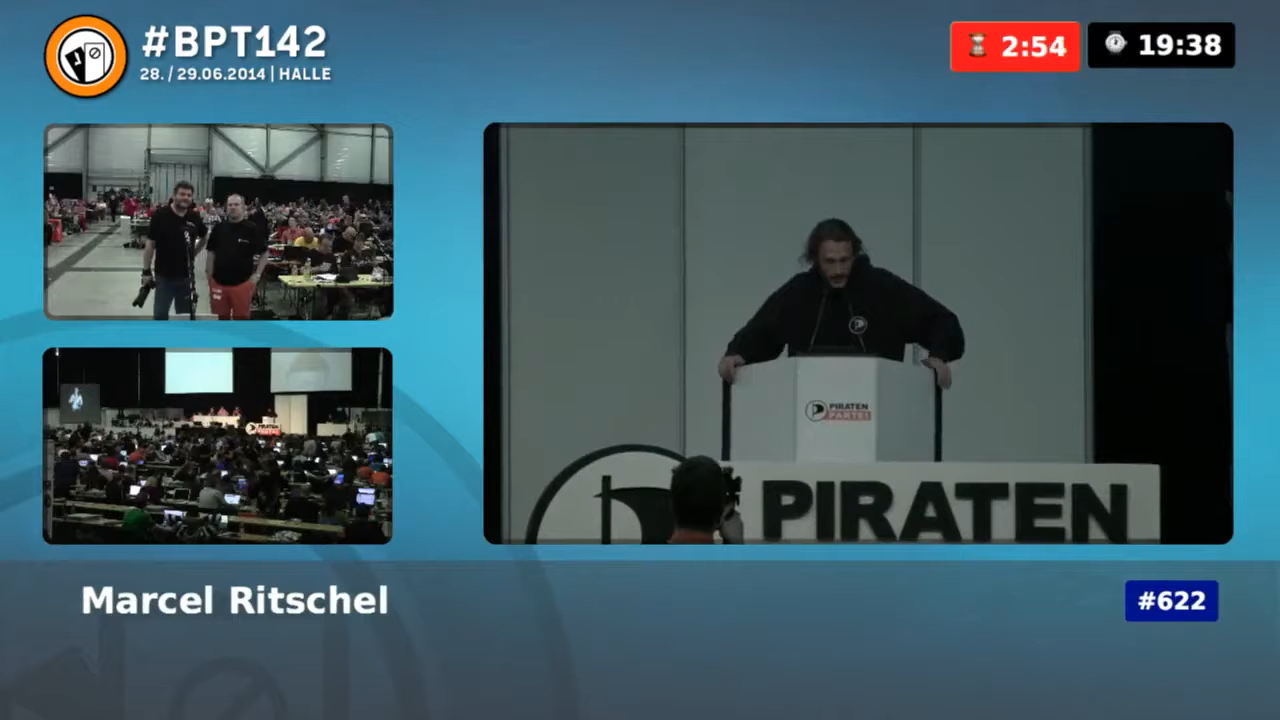 #BPT142
28. / 29.06.2014 | HALLE
2:54
19:38
PIRATEN
PARTEI
PIRATEN
Marcel Ritschel
#622